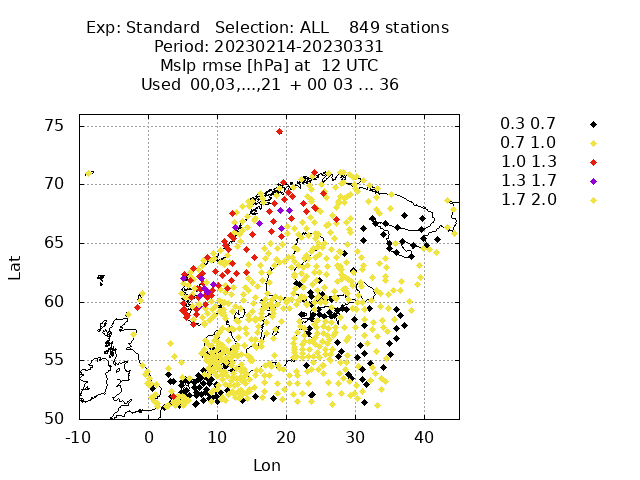 Exp: Standard   Selection: ALL    849 stations
Period: 20230214-20230331
Mslp rmse [hPa] at  12 UTC
Used  00,03,...,21  + 00 03 ... 36
75
70
65
60
55
50
-10
0
10
20
30
40
Lat
Lon
0.3 0.7
0.7 1.0
1.0 1.3
1.3 1.7
1.7 2.0